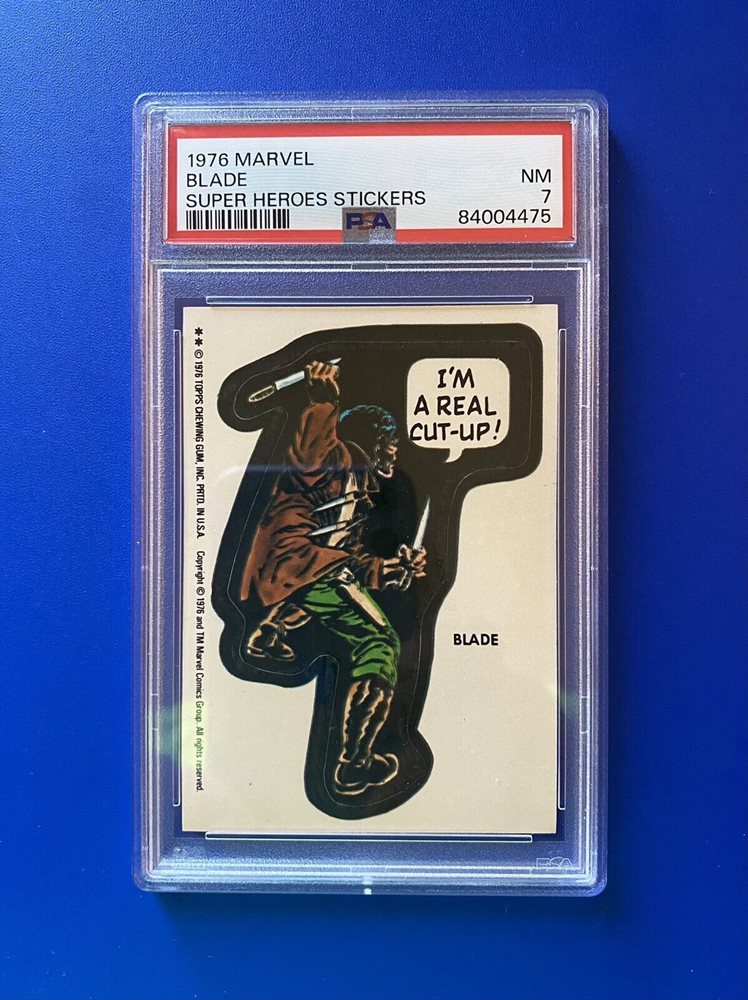 1976 MARVEL
BLADE NM
SUPER HEROES STICKERS 7
PSA 84004475
I'M
A REAL
CUT-UP!
BLADE
** © 1976 TOPPS CHEWING GUM, INC. PRTD. IN U.S.A. Copyright © 1976 and TM Marvel Comics Group. All rights reserved.
PSA